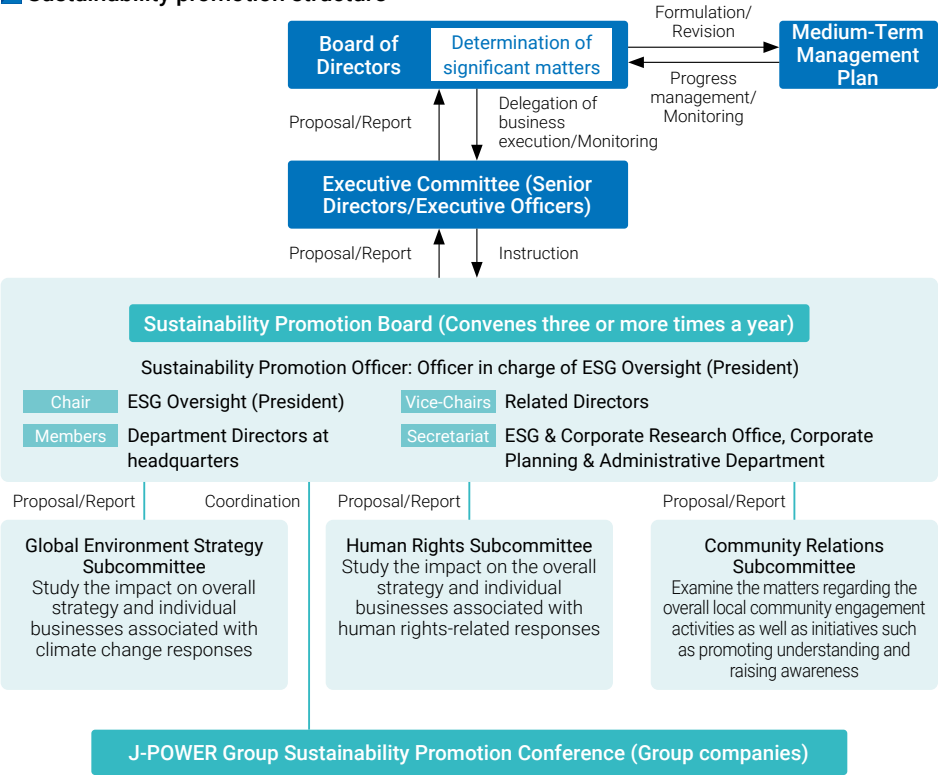 Sustainability promotion structure
Board of
Directors
Determination of
significant matters
Formulation/
Revision
Progress
management/
Monitoring
Medium-Term
Management
Plan
Proposal/Report
Delegation of
business
execution/Monitoring
Executive Committee (Senior
Directors/Executive Officers)
Proposal/Report
Instruction
Sustainability Promotion Board (Convenes three or more times a year)
Sustainability Promotion Officer: Officer in charge of ESG Oversight (President)
Chair
ESG Oversight (President)
Vice-Chairs
Related Directors
Members
Department Directors at
headquarters
Secretariat
ESG & Corporate Research Office, Corporate
Planning & Administrative Department
Proposal/Report
Coordination
Proposal/Report
Proposal/Report
Global Environment Strategy
Subcommittee
Study the impact on overall
strategy and individual
businesses associated with
climate change responses
Human Rights Subcommittee
Study the impact on the overall
strategy and individual
businesses associated with
human rights-related responses
Community Relations
Subcommittee
Examine the matters regarding the
overall local community engagement
activities as well as initiatives such
as promoting understanding and
raising awareness
J-POWER Group Sustainability Promotion Conference (Group companies)